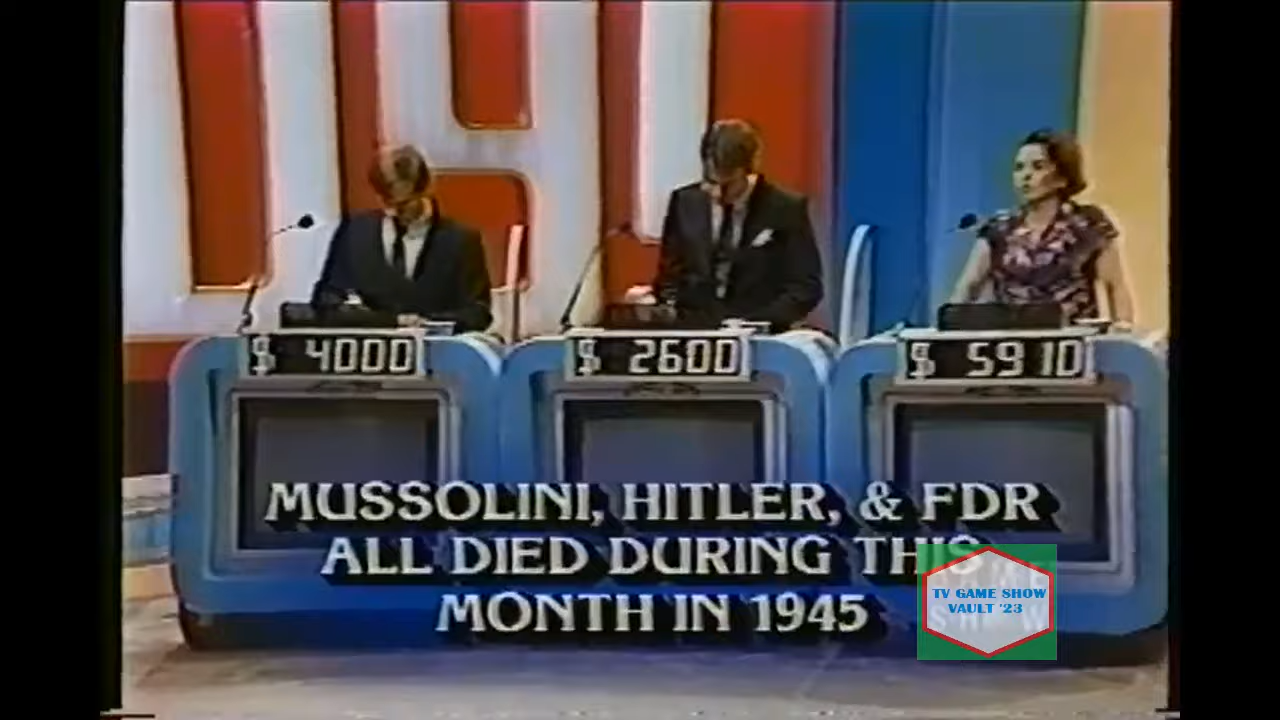 $ 4000
$ 2600
$ 5910
MUSSOLINI, HITLER, & FDR
ALL DIED DURING THIS
MONTH IN 1945
TV GAME SHOW
VAULT '23